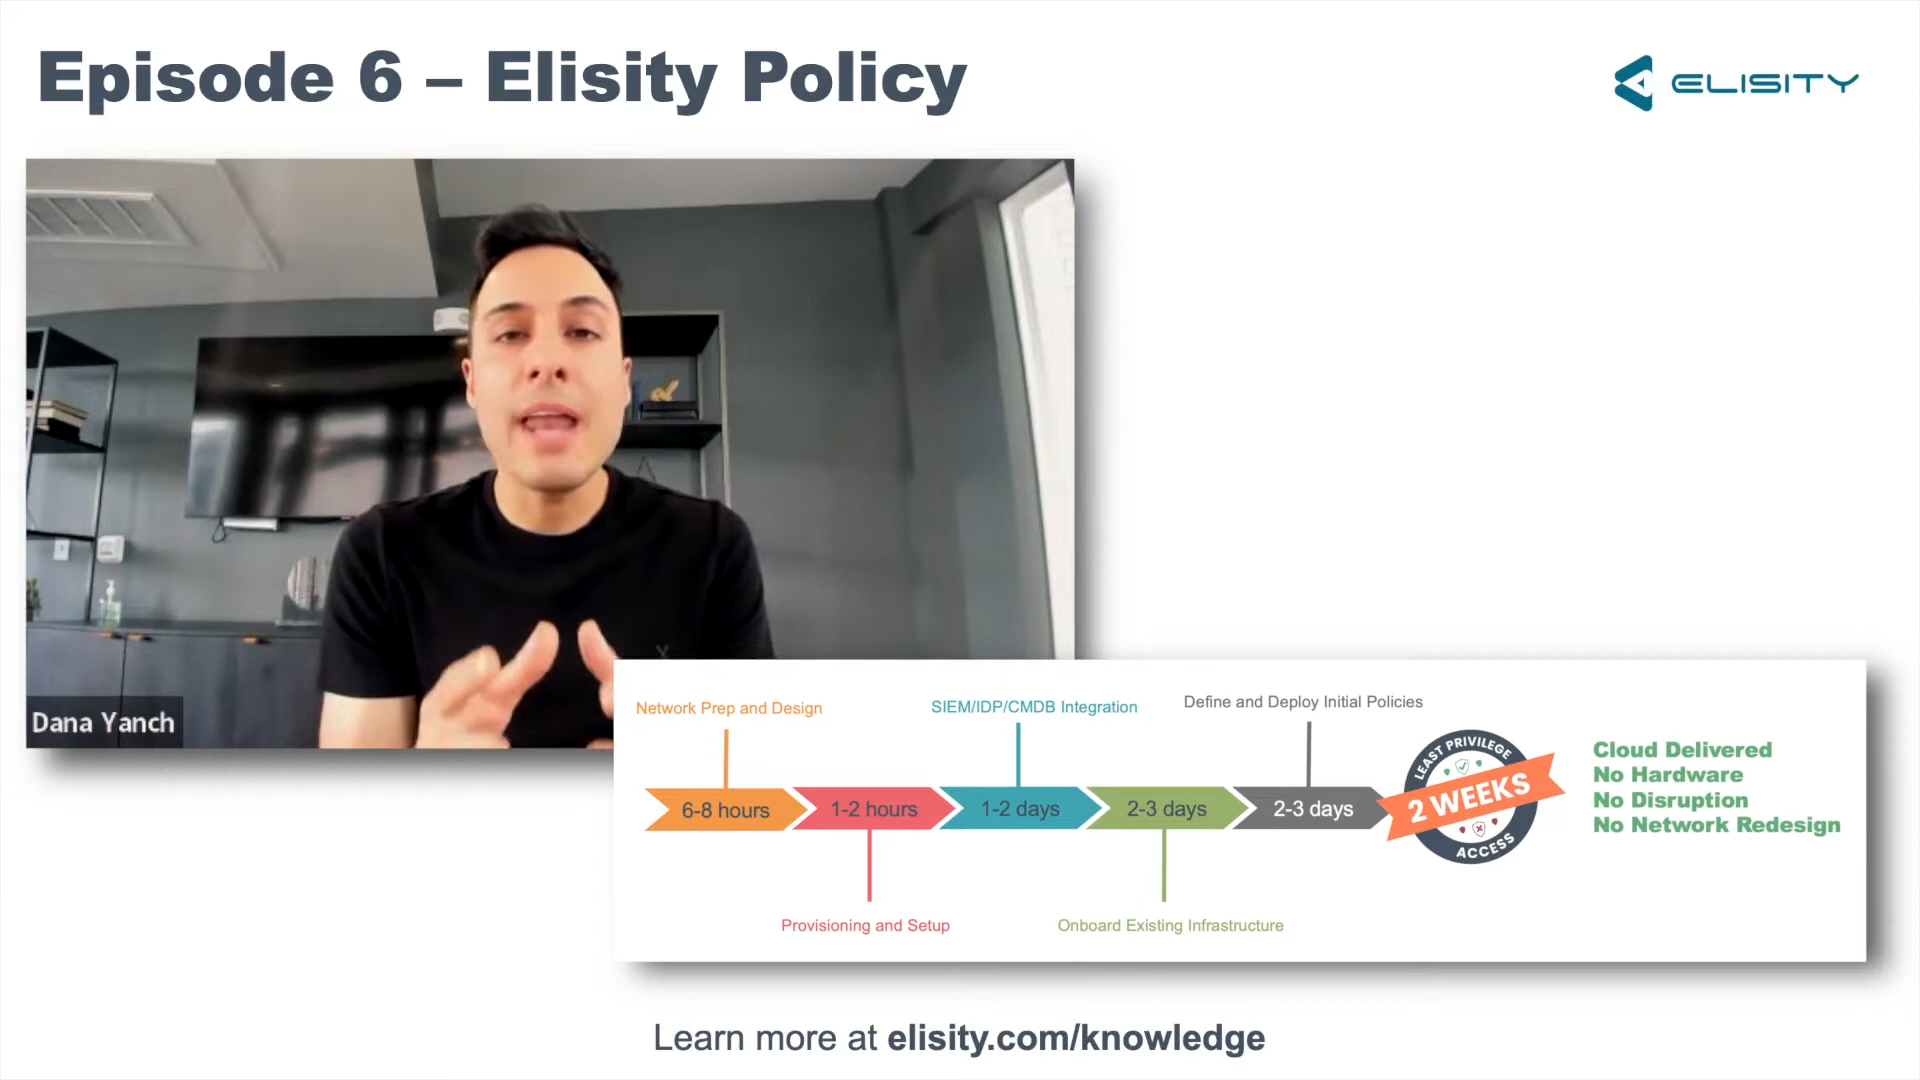 Episode 6 – Elisity Policy
ELISITY
Dana Yanch
Network Prep and Design
SIEM/IDP/CMDB Integration
Define and Deploy Initial Policies
6-8 hours
1-2 hours
1-2 days
2-3 days
2-3 days
LEAST PRIVILEGE
2 WEEKS
ACCESS
Cloud Delivered
No Hardware
No Disruption
No Network Redesign
Provisioning and Setup
Onboard Existing Infrastructure
Learn more at elisity.com/knowledge